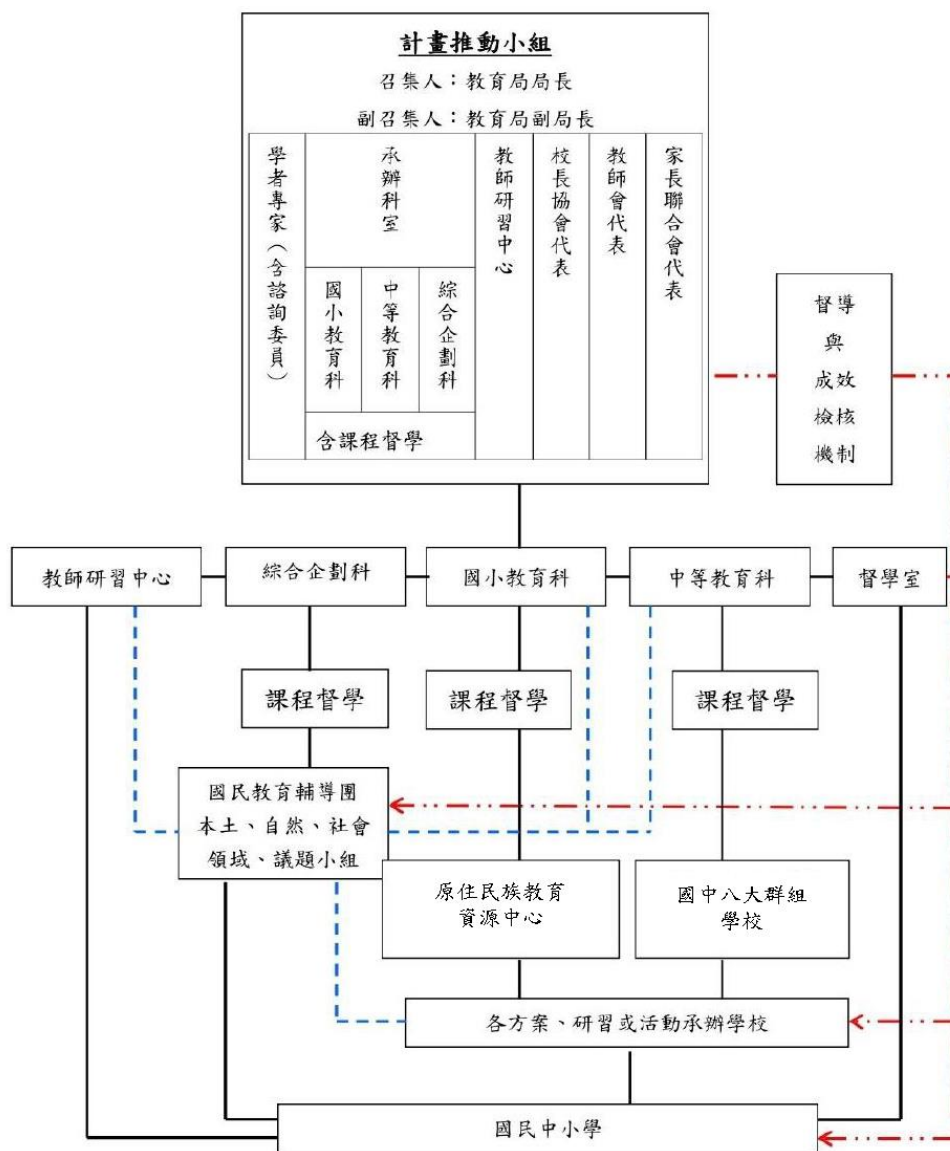 計畫推動小組
召集人：教育局局長
副召集人：教育局副局長
學者專家（含諮詢委員）
承辦科室
國小教育科
中等教育科
綜合企劃科
含課程督學
教師研習中心
校長協會代表
教師會代表
家長聯合會代表
督導
與
成效
檢核
機制
教師研習中心
綜合企劃科
國小教育科
中等教育科
督學室
課程督學
課程督學
課程督學
國民教育輔導團
本土、自然、社會
領域、議題小組
原住民族教育
資源中心
國中八大群組
學校
各方案、研習或活動承辦學校
國民中小學